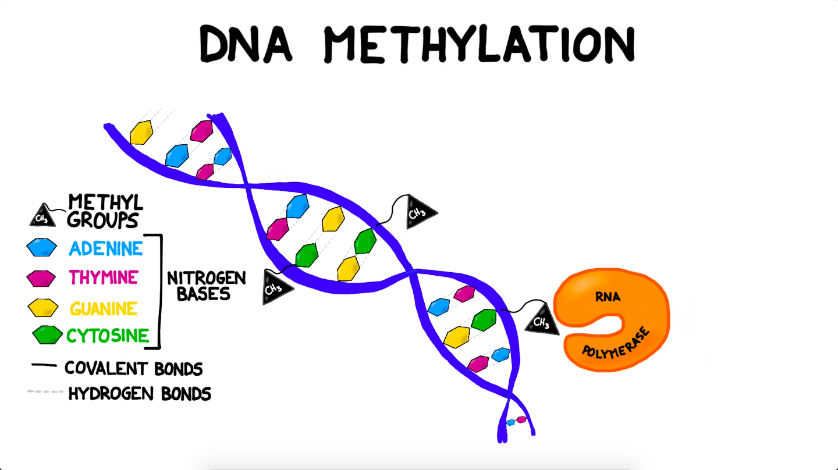 DNA METHYLATION
METHYL
GROUPS
CH₃
ADENINE
THYMINE
GUANINE
CYTOSINE
NITROGEN
BASES
COVALENT BONDS
HYDROGEN BONDS
CH₃
CH₃
CH₃
RNA
POLYMERASE